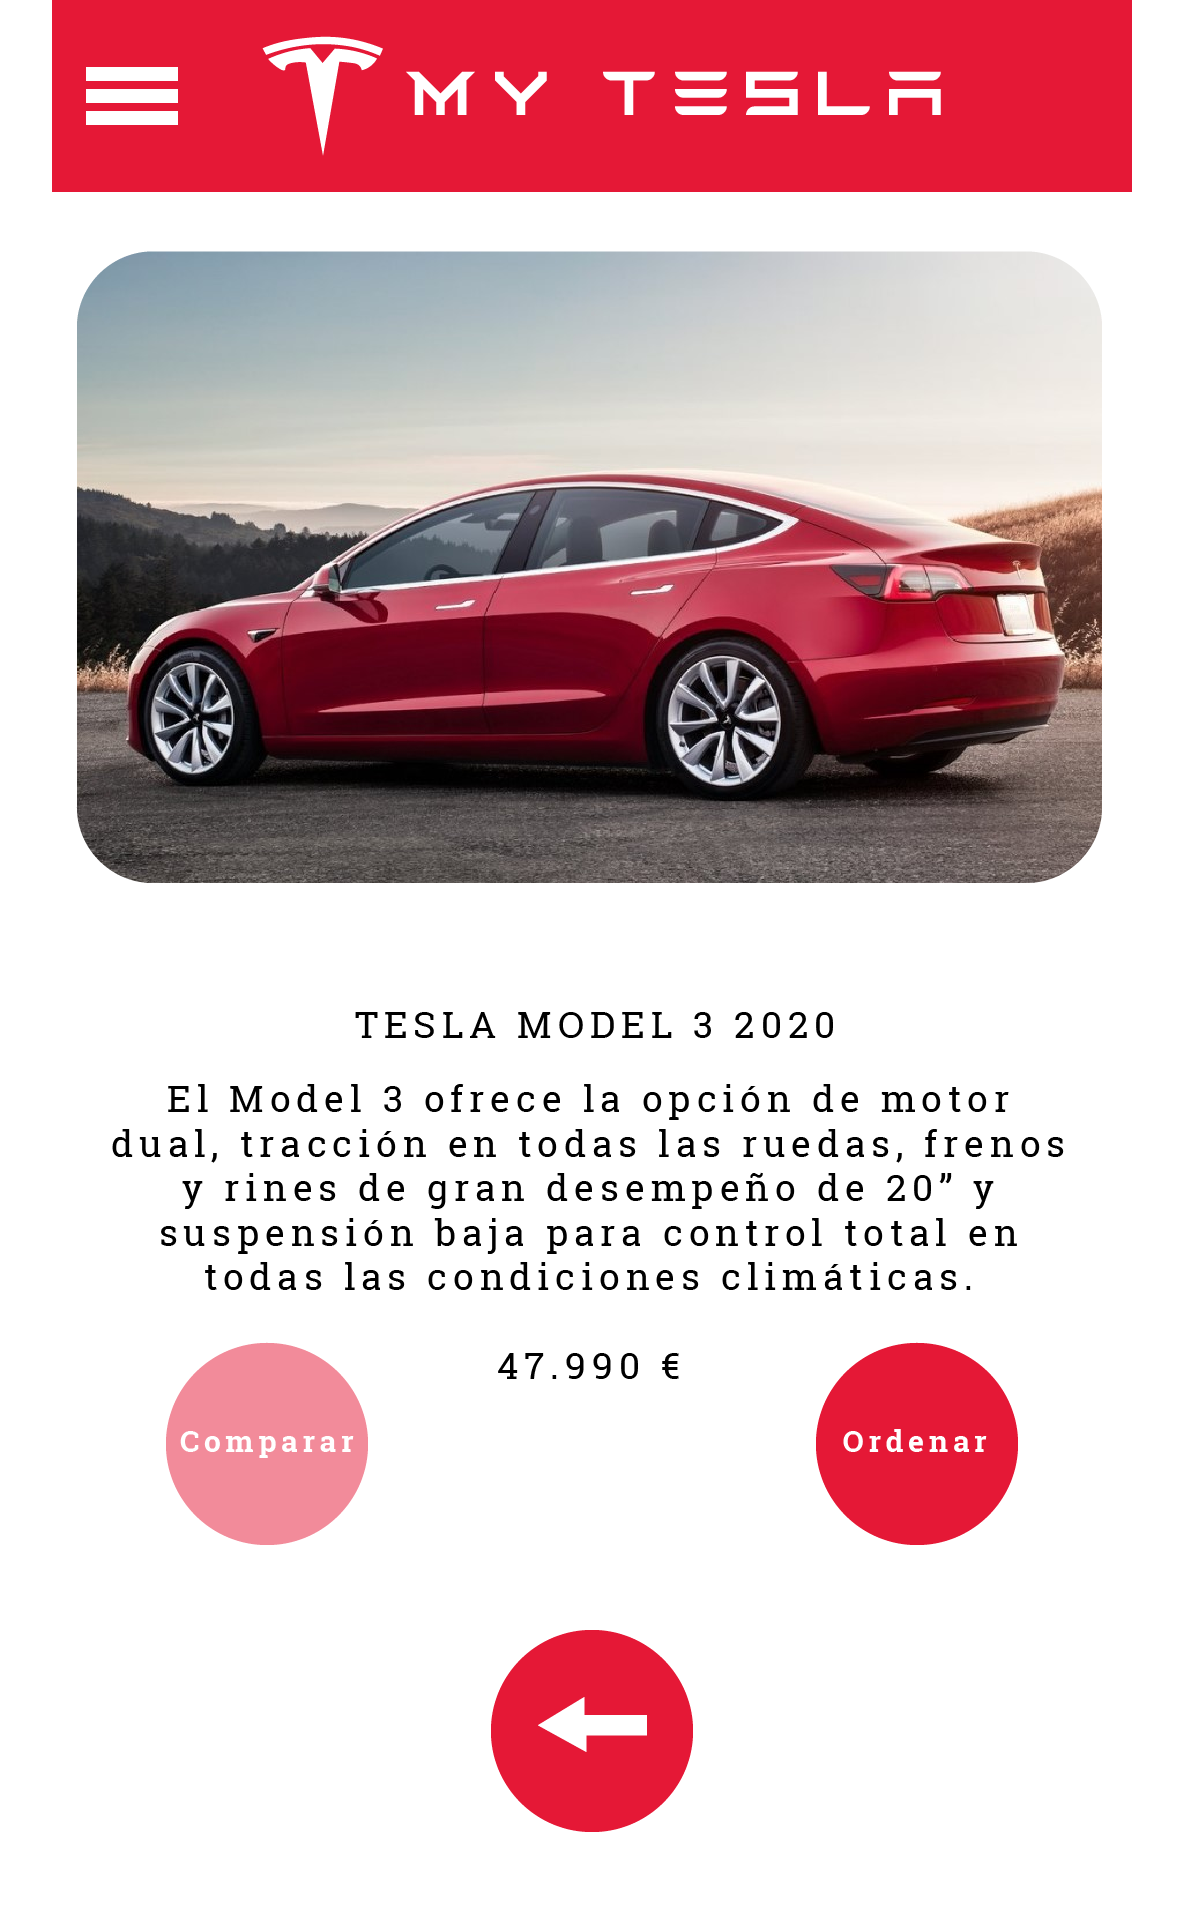 MY TESLA
TESLA MODEL 3 2020
El Model 3 ofrece la opción de motor
dual, tracción en todas las ruedas, frenos
y rines de gran desempeño de 20” y
suspensión baja para control total en
todas las condiciones climáticas.
47.990 €
Comparar
Ordenar